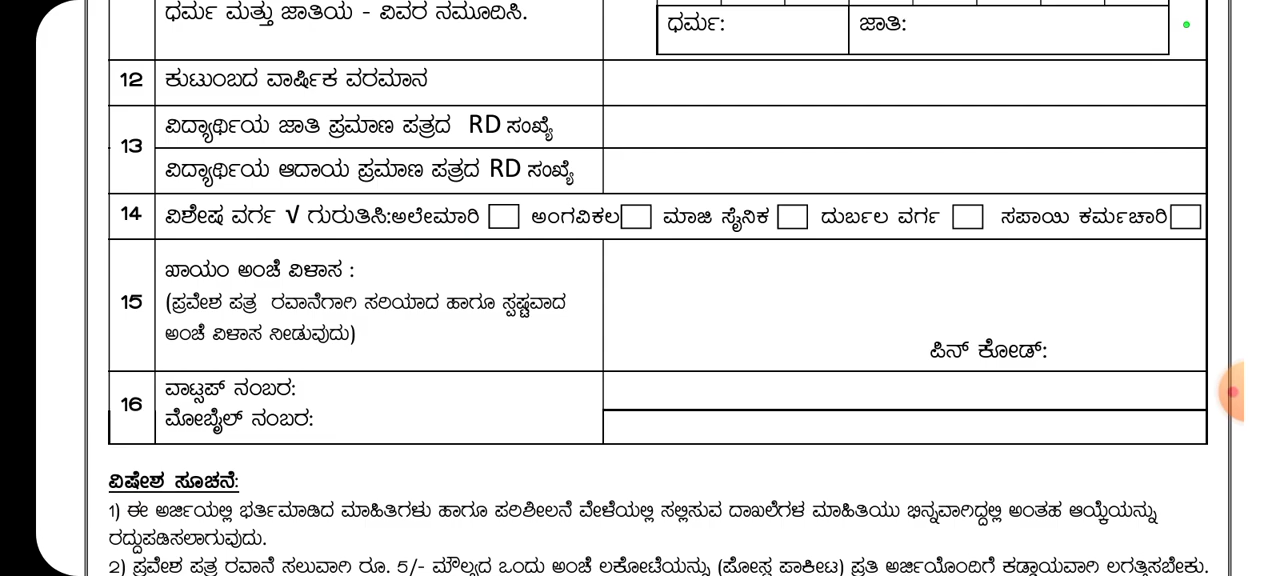 ಧರ್ಮ ಮತ್ತು ಜಾತಿಯ - ವಿವರ ನಮೂದಿಸಿ.
ಧರ್ಮ: ಜಾತಿ:
12 ಕುಟುಂಬದ ವಾರ್ಷಿಕ ವರಮಾನ
13 ವಿದ್ಯಾರ್ಥಿಯ ಜಾತಿ ಪ್ರಮಾಣ ಪತ್ರದ RD ಸಂಖ್ಯೆ
ವಿದ್ಯಾರ್ಥಿಯ ಆದಾಯ ಪ್ರಮಾಣ ಪತ್ರದ RD ಸಂಖ್ಯೆ
14 ವಿಶೇಷ ವರ್ಗ √ ಗುರುತಿಸಿ:ಅಲೇಮಾರಿ ಅಂಗವಿಕಲ ಮಾಜಿ ಸೈನಿಕ ದುರ್ಬಲ ವರ್ಗ ಸಪಾಯಿ ಕರ್ಮಚಾರಿ
15 ಖಾಯಂ ಅಂಚೆ ವಿಳಾಸ :
(ಪ್ರವೇಶ ಪತ್ರ ರವಾನೆಗಾಗಿ ಸರಿಯಾದ ಹಾಗೂ ಸ್ಪಷ್ಟವಾದ
ಅಂಚೆ ವಿಳಾಸ ನೀಡುವುದು)
ಪಿನ್ ಕೋಡ್:
16 ವಾಟ್ಸಪ್ ನಂಬರ:
ಮೋಬೈಲ್ ನಂಬರ:
ವಿಷೇಶ ಸೂಚನೆ:
1) ಈ ಅರ್ಜಿಯಲ್ಲಿ ಭರ್ತಿಮಾಡಿದ ಮಾಹಿತಿಗಳು ಹಾಗೂ ಪರಿಶೀಲನೆ ವೇಳೆಯಲ್ಲಿ ಸಲ್ಲಿಸುವ ದಾಖಲೆಗಳ ಮಾಹಿತಿಯು ಭಿನ್ನವಾಗಿದ್ದಲ್ಲಿ ಅಂತಹ ಆಯ್ಕೆಯನ್ನು
ರದ್ದುಪಡಿಸಲಾಗುವುದು.
2) ಪ್ರವೇಶ ಪತ್ರ ರವಾನೆ ಸಲುವಾಗಿ ರೂ. 5/- ಮೌಲ್ಯದ ಒಂದು ಅಂಚೆ ಲಕೋಟೆಯನ್ನು (ಪೋಸ್ಟ ಪಾಕೀಟ) ಪ್ರತಿ ಅರ್ಜಿಯೊಂದಿಗೆ ಕಡ್ಡಾಯವಾಗಿ ಲಗತ್ತಿಸಬೇಕು.